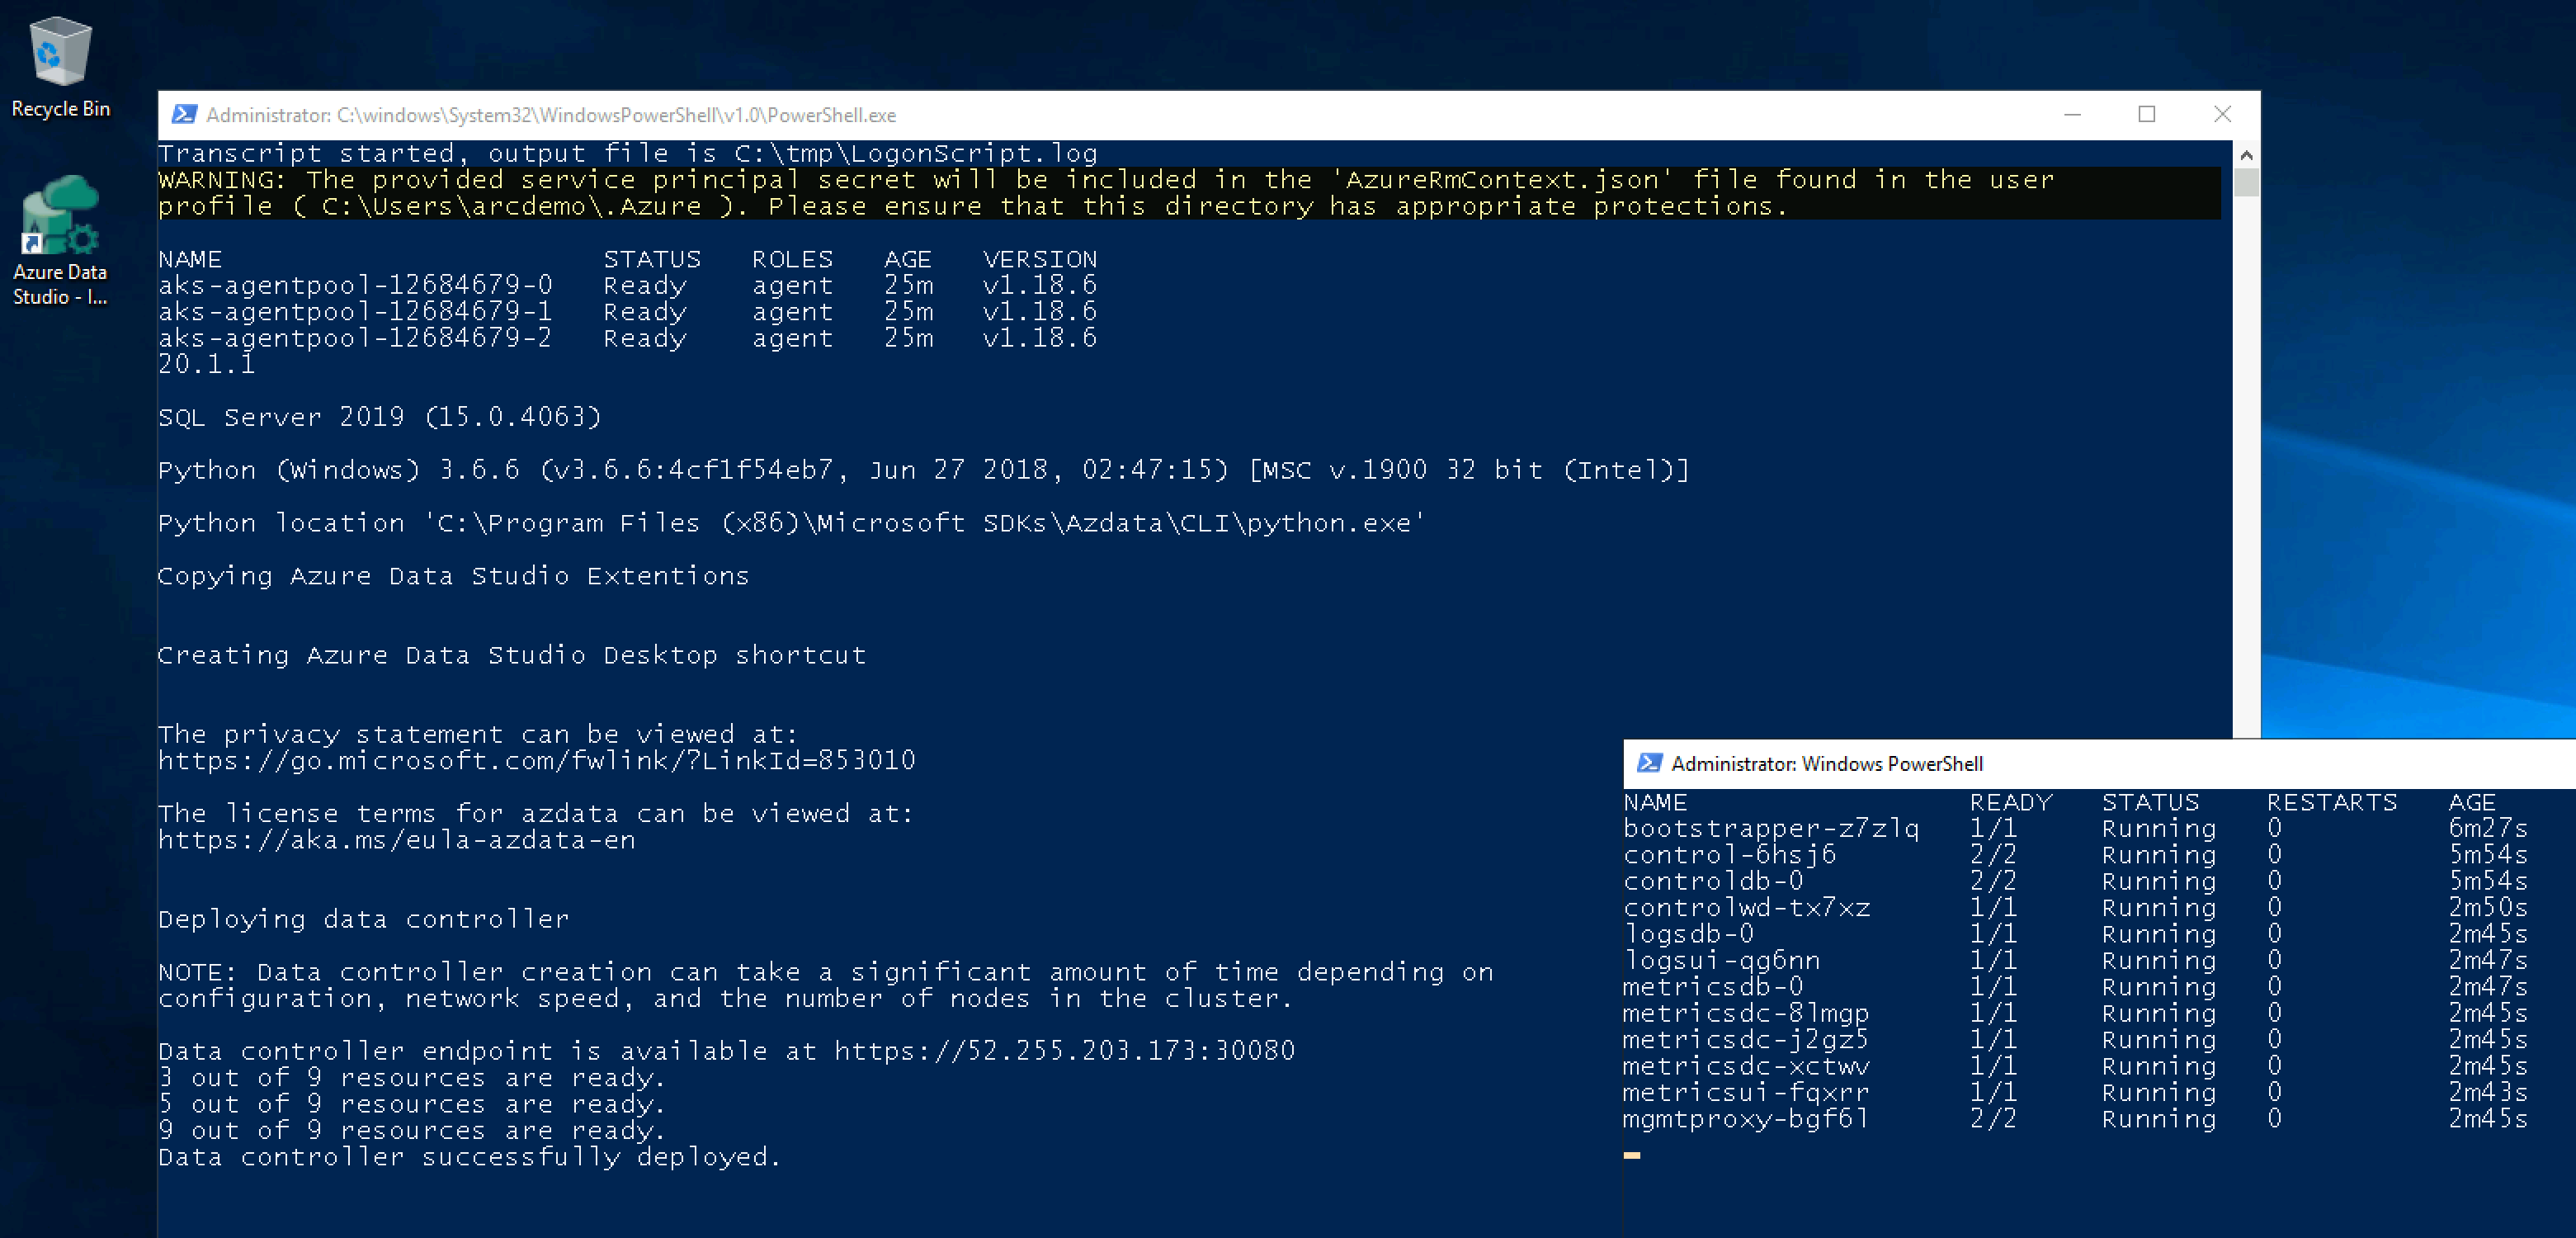 Recycle Bin
Azure Data
Studio - I...
Administrator: C:\windows\System32\WindowsPowerShell\v1.0\PowerShell.exe
Transcript started, output file is C:\tmp\LogonScript.log
WARNING: The provided service principal secret will be included in the 'AzureRmContext.json' file found in the user
profile ( C:\Users\arcdemo\.Azure ). Please ensure that this directory has appropriate protections.
NAME STATUS ROLES AGE VERSION
aks-agentpool-12684679-0 Ready agent 25m v1.18.6
aks-agentpool-12684679-1 Ready agent 25m v1.18.6
aks-agentpool-12684679-2 Ready agent 25m v1.18.6
20.1.1
SQL Server 2019 (15.0.4063)
Python (Windows) 3.6.6 (v3.6.6:4cf1f54eb7, Jun 27 2018, 02:47:15) [MSC v.1900 32 bit (Intel)]
Python location 'C:\Program Files (x86)\Microsoft SDKs\Azdata\CLI\python.exe'
Copying Azure Data Studio Extentions
Creating Azure Data Studio Desktop shortcut
The privacy statement can be viewed at:
https://go.microsoft.com/fwlink/?LinkId=853010
The license terms for azdata can be viewed at:
https://aka.ms/eula-azdata-en
Deploying data controller
NOTE: Data controller creation can take a significant amount of time depending on
configuration, network speed, and the number of nodes in the cluster.
Data controller endpoint is available at https://52.255.203.173:30080
3 out of 9 resources are ready.
5 out of 9 resources are ready.
9 out of 9 resources are ready.
Data controller successfully deployed.
Administrator: Windows PowerShell
NAME READY STATUS RESTARTS AGE
bootstrapper-z7zlq 1/1 Running 0 6m27s
control-6hsj6 2/2 Running 0 5m54s
controldb-0 2/2 Running 0 5m54s
controlwd-tx7xz 1/1 Running 0 2m50s
logsdb-0 1/1 Running 0 2m45s
logsui-qg6nn 1/1 Running 0 2m47s
metricsdb-0 1/1 Running 0 2m47s
metricsdc-8lmgp 1/1 Running 0 2m45s
metricsdc-j2gz5 1/1 Running 0 2m45s
metricsdc-xctwv 1/1 Running 0 2m45s
metricsui-fqxrr 1/1 Running 0 2m43s
mgmtproxy-bgf6l 2/2 Running 0 2m45s